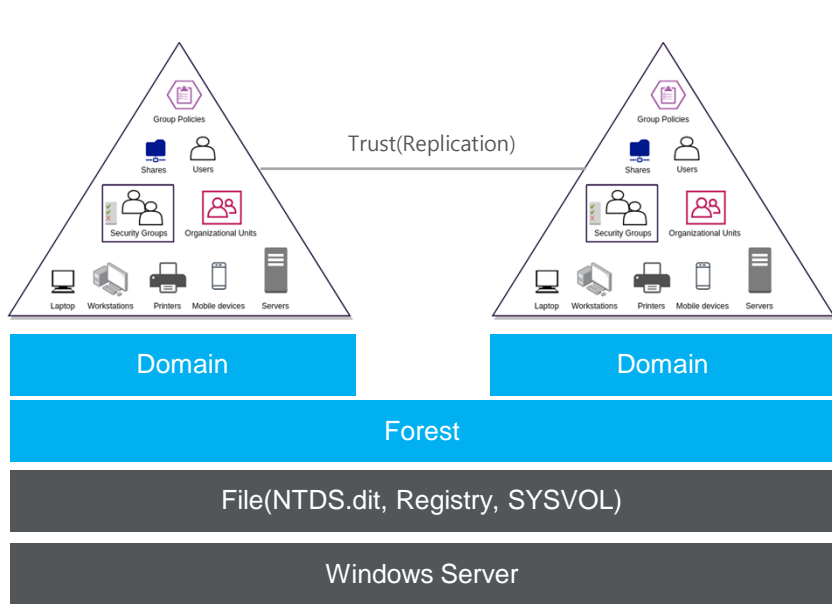 Group Policies
Shares
Users
Security Groups
Organizational Units
Laptop
Workstations
Printers
Mobile devices
Servers
Trust(Replication)
Group Policies
Shares
Users
Security Groups
Organizational Units
Laptop
Workstations
Printers
Mobile devices
Servers
Domain
Domain
Forest
File(NTDS.dit, Registry, SYSVOL)
Windows Server